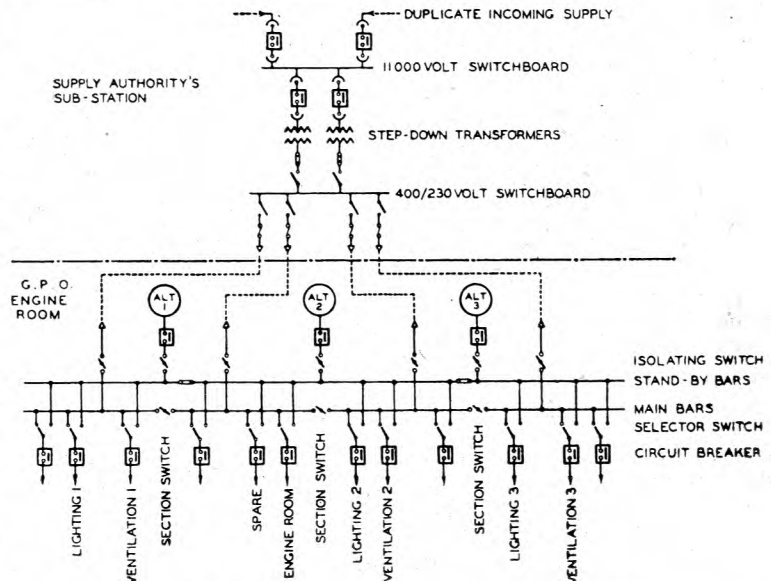 DUPLICATE INCOMING SUPPLY
11000 VOLT SWITCHBOARD
SUPPLY AUTHORITY'S
SUB-STATION
STEP-DOWN TRANSFORMERS
400/230 VOLT SWITCHBOARD
G.P.O.
ENGINE
ROOM
ALT
1
ALT
2
ALT
3
ISOLATING SWITCH
STAND-BY BARS
MAIN BARS
SELECTOR SWITCH
CIRCUIT BREAKER
LIGHTING 1
VENTILATION 1
SECTION SWITCH
SPARE
ENGINE ROOM
SECTION SWITCH
LIGHTING 2
VENTILATION 2
SECTION SWITCH
LIGHTING 3
VENTILATION 3